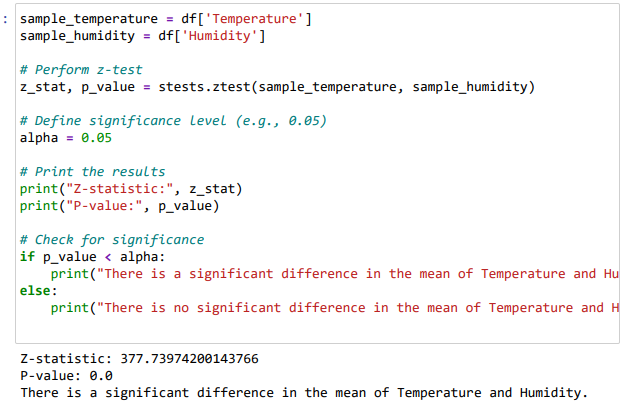 :
sample_temperature = df['Temperature']
sample_humidity = df['Humidity']
# Perform z-test
z_stat, p_value = stests.ztest(sample_temperature, sample_humidity)
# Define significance level (e.g., 0.05)
alpha = 0.05
# Print the results
print("Z-statistic:", z_stat)
print("P-value:", p_value)
# Check for significance
if p_value < alpha:
    print("There is a significant difference in the mean of Temperature and Hu
else:
    print("There is no significant difference in the mean of Temperature and H
Z-statistic: 377.73974200143766
P-value: 0.0
There is a significant difference in the mean of Temperature and Humidity.